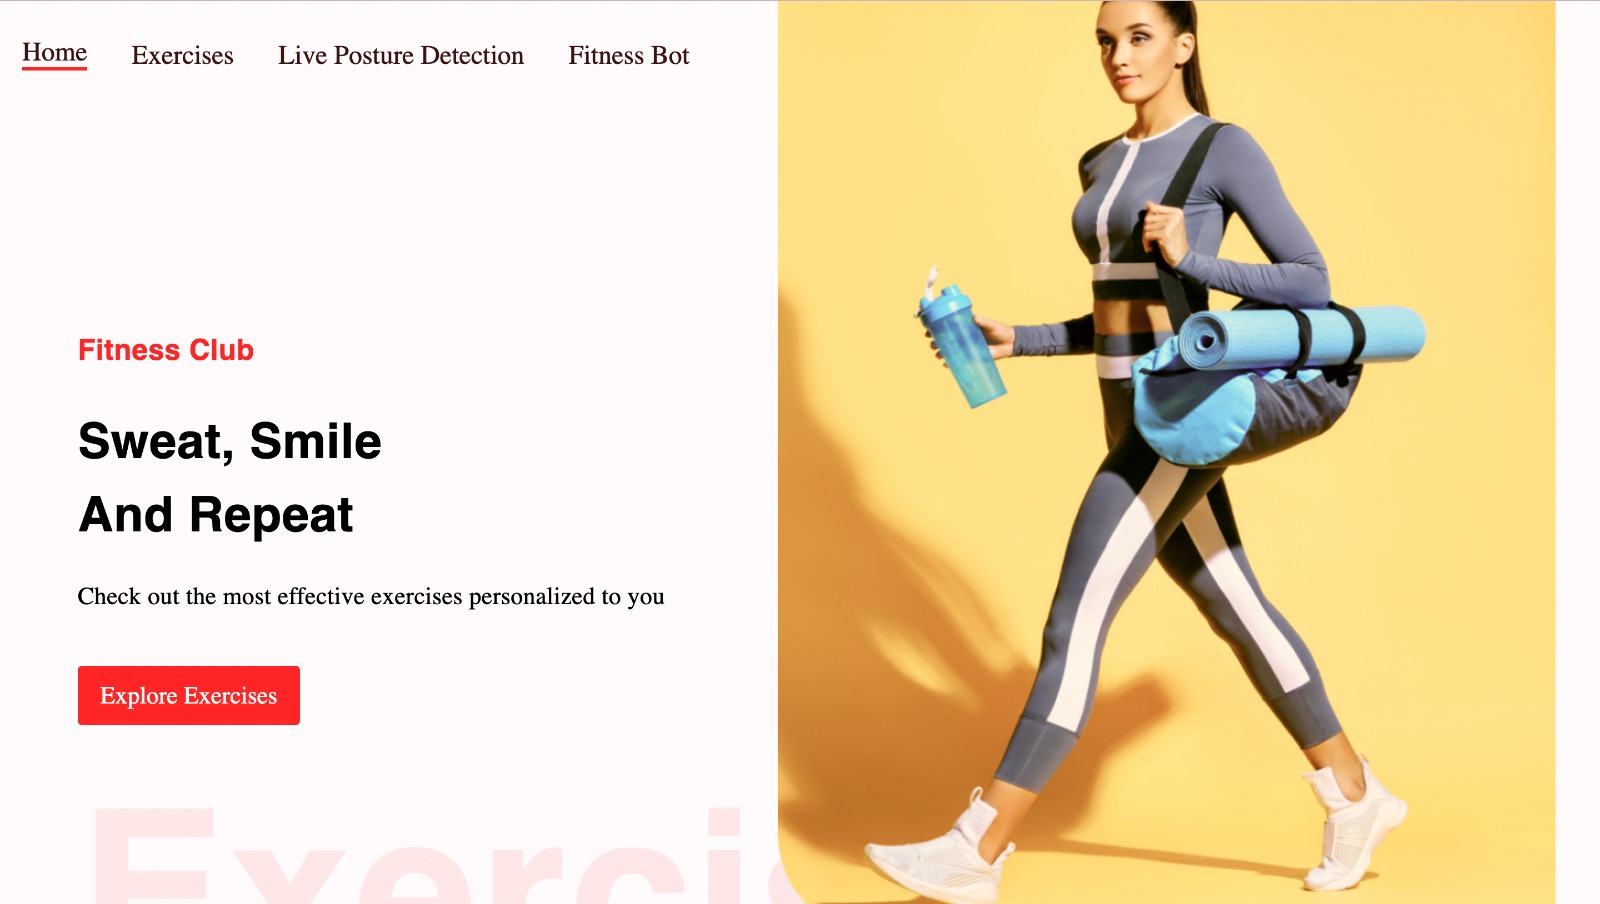 Home Exercises Live Posture Detection Fitness Bot
Fitness Club
Sweat, Smile
And Repeat
Check out the most effective exercises personalized to you
Explore Exercises
Exercis